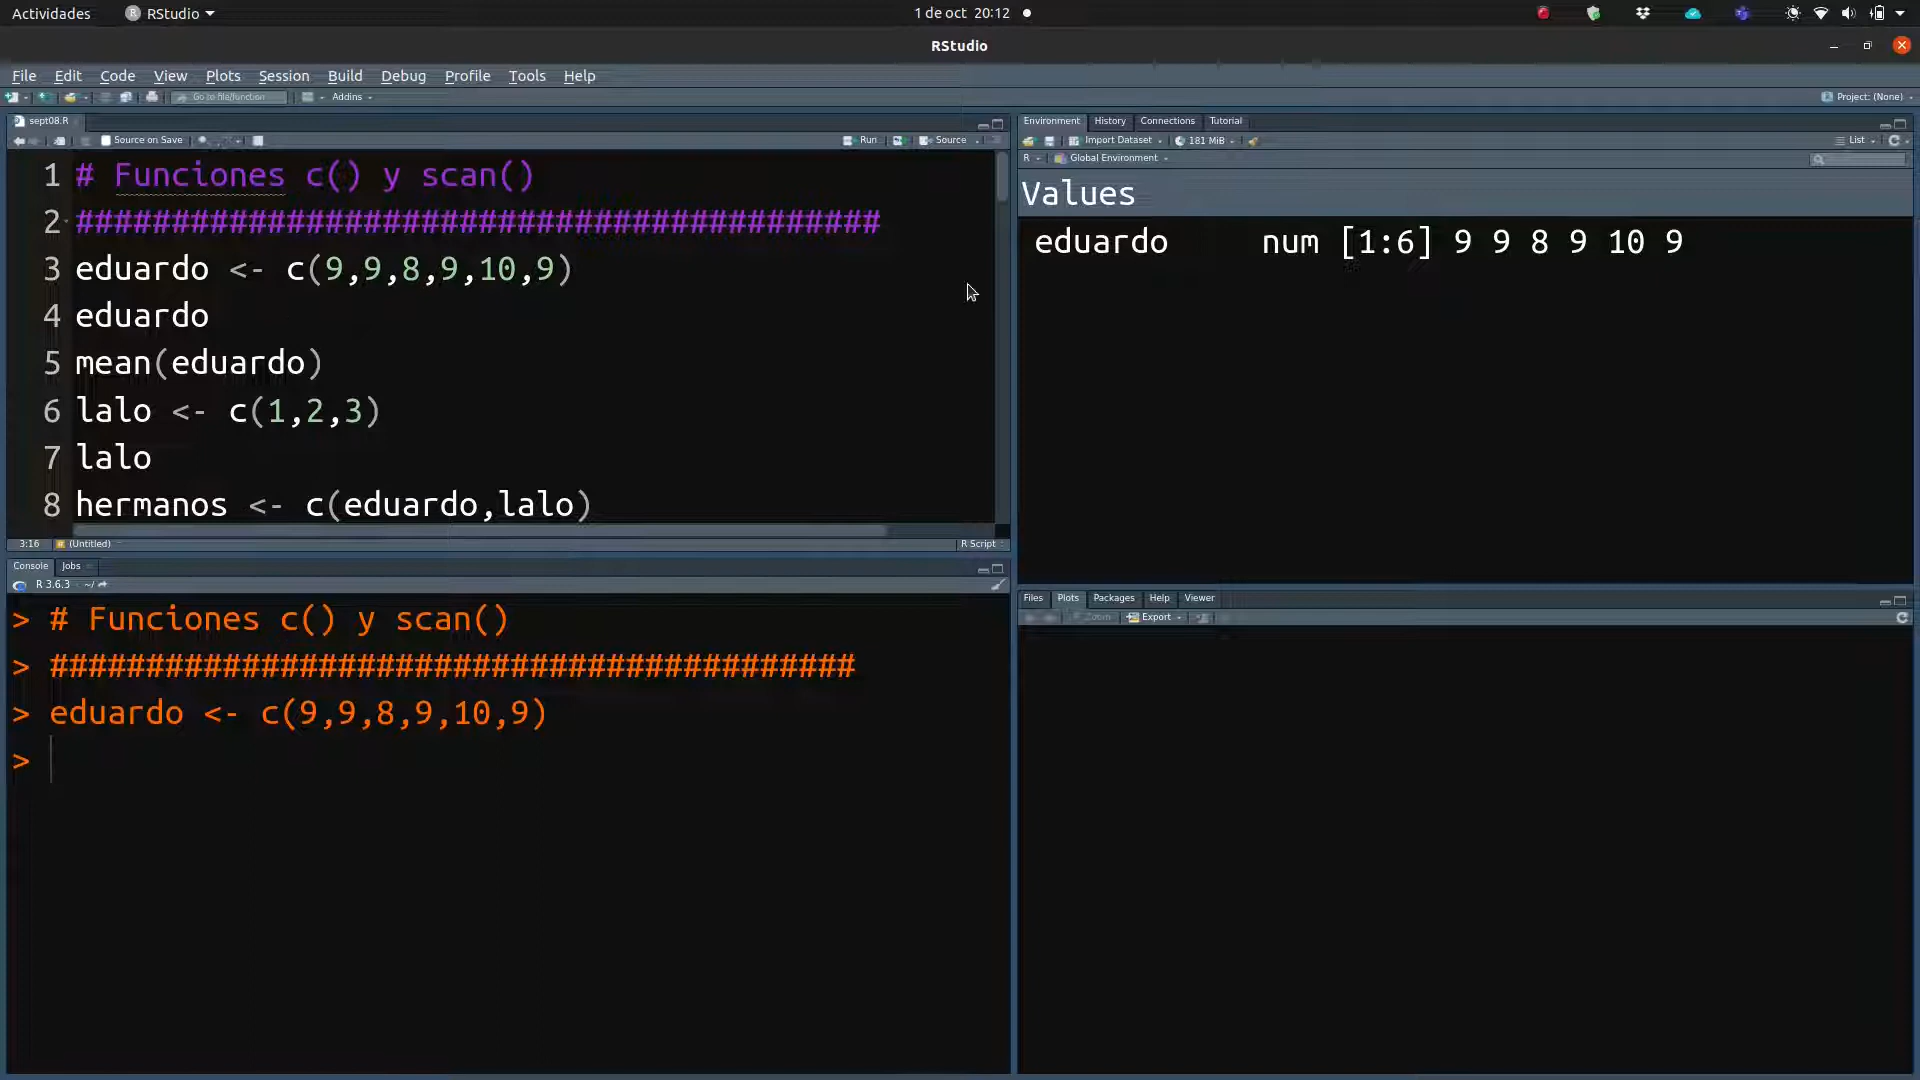 Actividades RStudio 1 de oct 20:12
RStudio
File Edit Code View Plots Session Build Debug Profile Tools Help
Go to file/function Addins Project: (None)
sept08.R
Source on Save Run Source
1 # Funciones c() y scan()
2 ##########################################
3 eduardo <- c(9,9,8,9,10,9)
4 eduardo
5 mean(eduardo)
6 lalo <- c(1,2,3)
7 lalo
8 hermanos <- c(eduardo,lalo)
3:16 (Untitled) R Script
Console Jobs
R 3.6.3 · ~/
> # Funciones c() y scan()
> ##########################################
> eduardo <- c(9,9,8,9,10,9)
>
Environment History Connections Tutorial
Import Dataset 181 MiB List
R Global Environment
Values
eduardo num [1:6] 9 9 8 9 10 9
Files Plots Packages Help Viewer
Zoom Export